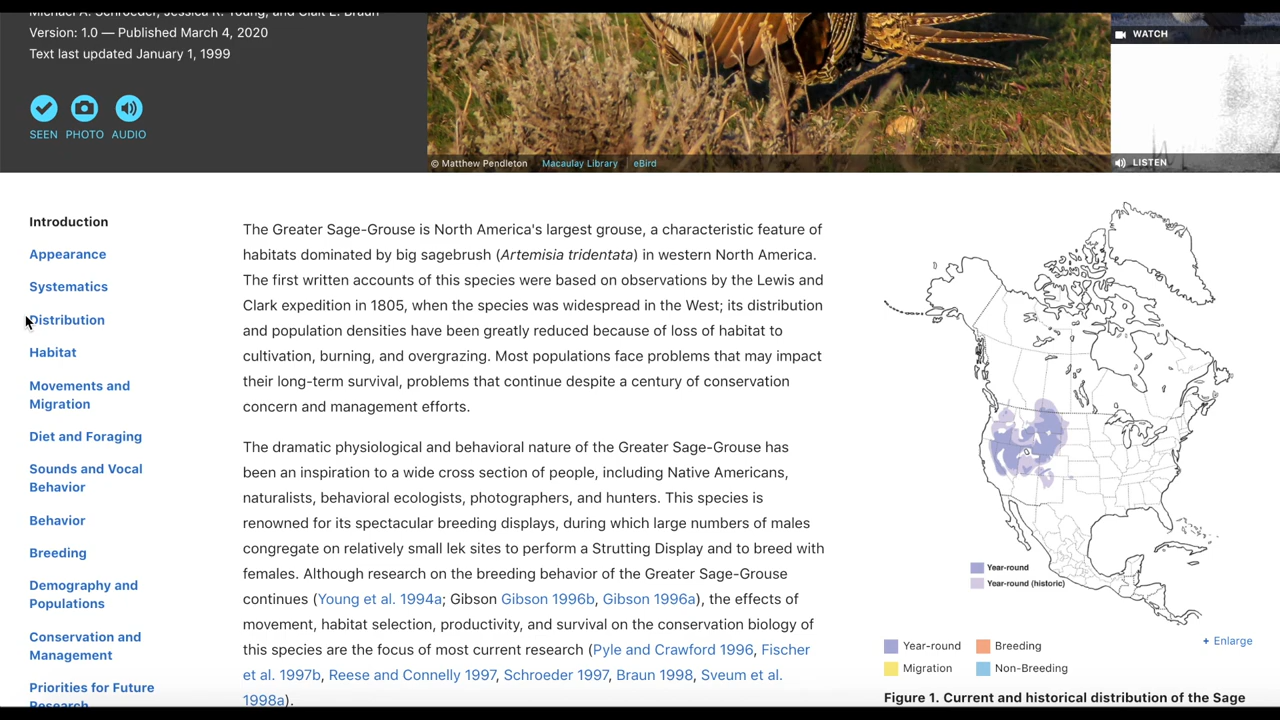 Michael A. Schroeder, Jessica R. Young, and Clait E. Braun
Version: 1.0 — Published March 4, 2020
Text last updated January 1, 1999
SEEN PHOTO AUDIO
© Matthew Pendleton Macaulay Library eBird
WATCH
LISTEN
Introduction
Appearance
Systematics
Distribution
Habitat
Movements and
Migration
Diet and Foraging
Sounds and Vocal
Behavior
Behavior
Breeding
Demography and
Populations
Conservation and
Management
Priorities for Future
Research
The Greater Sage-Grouse is North America's largest grouse, a characteristic feature of
habitats dominated by big sagebrush (Artemisia tridentata) in western North America.
The first written accounts of this species were based on observations by the Lewis and
Clark expedition in 1805, when the species was widespread in the West; its distribution
and population densities have been greatly reduced because of loss of habitat to
cultivation, burning, and overgrazing. Most populations face problems that may impact
their long-term survival, problems that continue despite a century of conservation
concern and management efforts.
The dramatic physiological and behavioral nature of the Greater Sage-Grouse has
been an inspiration to a wide cross section of people, including Native Americans,
naturalists, behavioral ecologists, photographers, and hunters. This species is
renowned for its spectacular breeding displays, during which large numbers of males
congregate on relatively small lek sites to perform a Strutting Display and to breed with
females. Although research on the breeding behavior of the Greater Sage-Grouse
continues (Young et al. 1994a; Gibson Gibson 1996b, Gibson 1996a), the effects of
movement, habitat selection, productivity, and survival on the conservation biology of
this species are the focus of most current research (Pyle and Crawford 1996, Fischer
et al. 1997b, Reese and Connelly 1997, Schroeder 1997, Braun 1998, Sveum et al.
1998a).
Year-round
Year-round (historic)
+ Enlarge
Year-round Breeding
Migration Non-Breeding
Figure 1. Current and historical distribution of the Sage